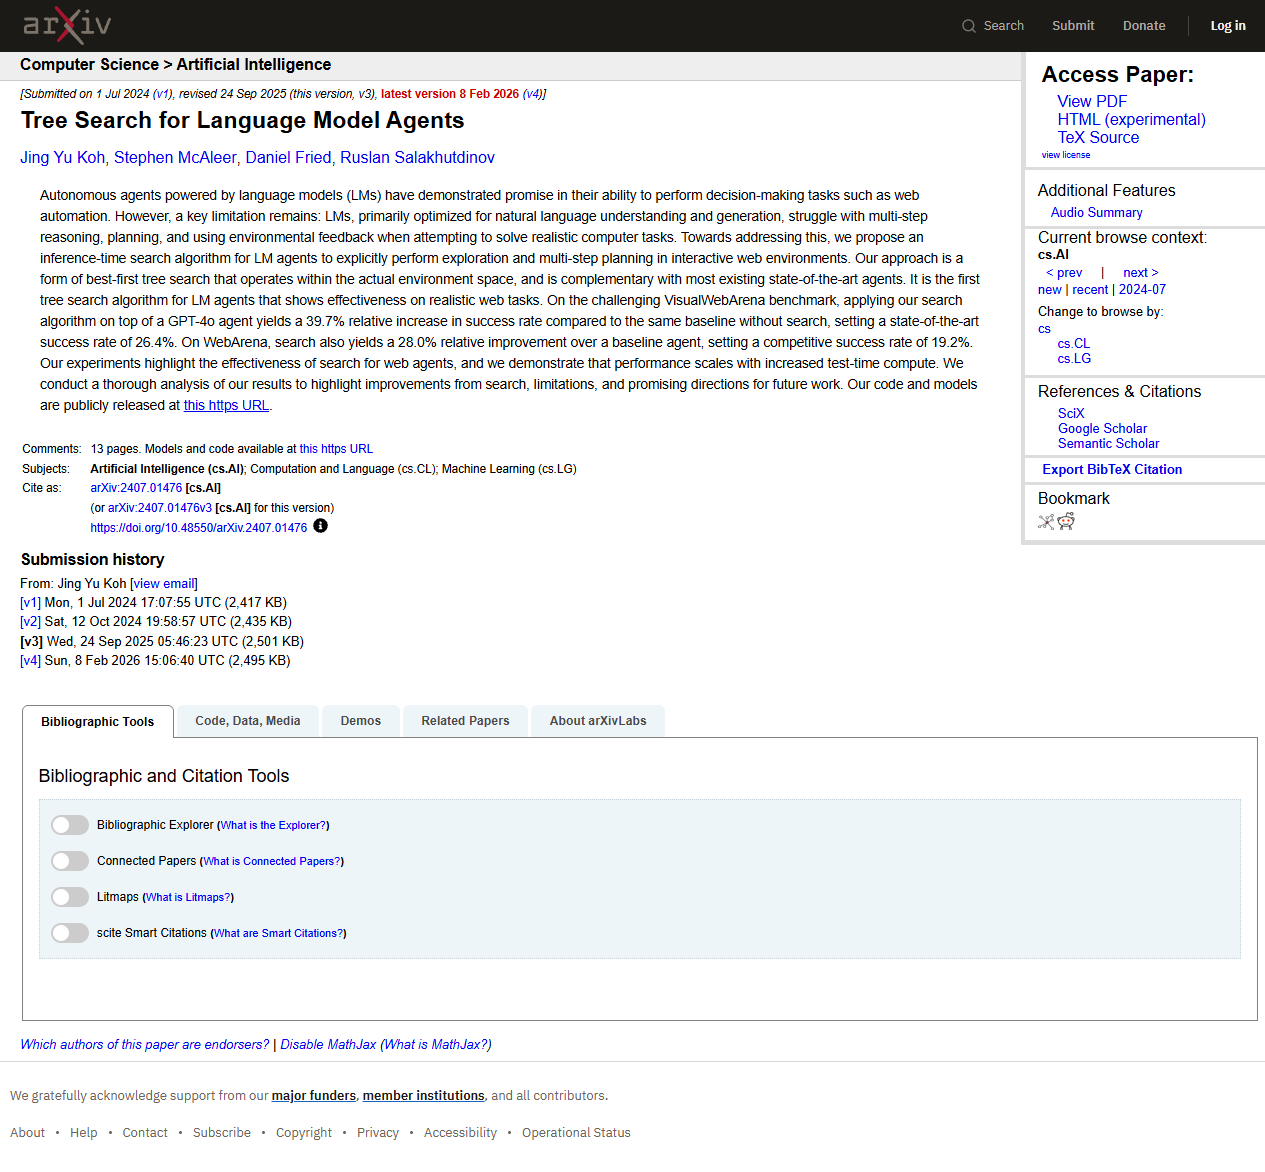 arXiv
Search
Submit
Donate
Log in
Computer Science > Artificial Intelligence
[Submitted on 1 Jul 2024 (v1), revised 24 Sep 2025 (this version, v3), latest version 8 Feb 2026 (v4)]
Tree Search for Language Model Agents
Jing Yu Koh, Stephen McAleer, Daniel Fried, Ruslan Salakhutdinov
Autonomous agents powered by language models (LMs) have demonstrated promise in their ability to perform decision-making tasks such as web
automation. However, a key limitation remains: LMs, primarily optimized for natural language understanding and generation, struggle with multi-step
reasoning, planning, and using environmental feedback when attempting to solve realistic computer tasks. Towards addressing this, we propose an
inference-time search algorithm for LM agents to explicitly perform exploration and multi-step planning in interactive web environments. Our approach is a
form of best-first tree search that operates within the actual environment space, and is complementary with most existing state-of-the-art agents. It is the first
tree search algorithm for LM agents that shows effectiveness on realistic web tasks. On the challenging VisualWebArena benchmark, applying our search
algorithm on top of a GPT-4o agent yields a 39.7% relative increase in success rate compared to the same baseline without search, setting a state-of-the-art
success rate of 26.4%. On WebArena, search also yields a 28.0% relative improvement over a baseline agent, setting a competitive success rate of 19.2%.
Our experiments highlight the effectiveness of search for web agents, and we demonstrate that performance scales with increased test-time compute. We
conduct a thorough analysis of our results to highlight improvements from search, limitations, and promising directions for future work. Our code and models
are publicly released at this https URL.
Comments: 13 pages. Models and code available at this https URL
Subjects: Artificial Intelligence (cs.AI); Computation and Language (cs.CL); Machine Learning (cs.LG)
Cite as: arXiv:2407.01476 [cs.AI]
(or arXiv:2407.01476v3 [cs.AI] for this version)
https://doi.org/10.48550/arXiv.2407.01476
Submission history
From: Jing Yu Koh [view email]
[v1] Mon, 1 Jul 2024 17:07:55 UTC (2,417 KB)
[v2] Sat, 12 Oct 2024 19:58:57 UTC (2,435 KB)
[v3] Wed, 24 Sep 2025 05:46:23 UTC (2,501 KB)
[v4] Sun, 8 Feb 2026 15:06:40 UTC (2,495 KB)
Access Paper:
View PDF
HTML (experimental)
TeX Source
view license
Additional Features
Audio Summary
Current browse context:
cs.AI
< prev | next >
new | recent | 2024-07
Change to browse by:
cs
cs.CL
cs.LG
References & Citations
SciX
Google Scholar
Semantic Scholar
Export BibTeX Citation
Bookmark
Bibliographic Tools
Code, Data, Media
Demos
Related Papers
About arXivLabs
Bibliographic and Citation Tools
Bibliographic Explorer (What is the Explorer?)
Connected Papers (What is Connected Papers?)
Litmaps (What is Litmaps?)
scite Smart Citations (What are Smart Citations?)
Which authors of this paper are endorsers? | Disable MathJax (What is MathJax?)
We gratefully acknowledge support from our major funders, member institutions, and all contributors.
About • Help • Contact • Subscribe • Copyright • Privacy • Accessibility • Operational Status